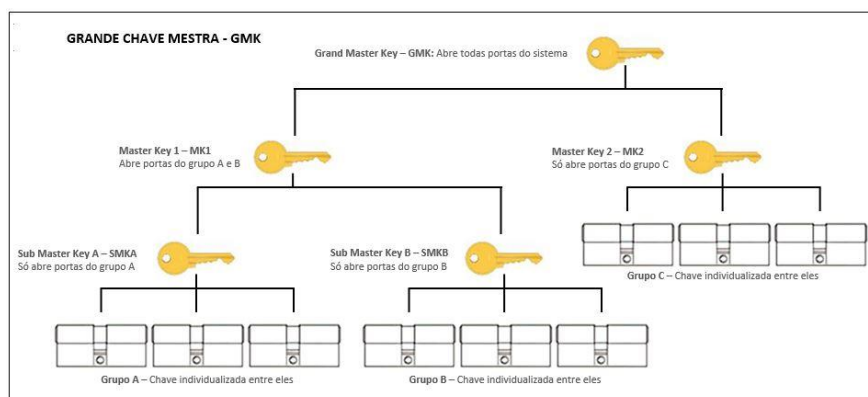 GRANDE CHAVE MESTRA - GMK
Grand Master Key – GMK: Abre todas portas do sistema
Master Key 1 – MK1
Abre portas do grupo A e B
Master Key 2 – MK2
Só abre portas do grupo C
Sub Master Key A – SMKA
Só abre portas do grupo A
Sub Master Key B – SMKB
Só abre portas do grupo B
Grupo C – Chave individualizada entre eles
Grupo A – Chave individualizada entre eles
Grupo B – Chave individualizada entre eles